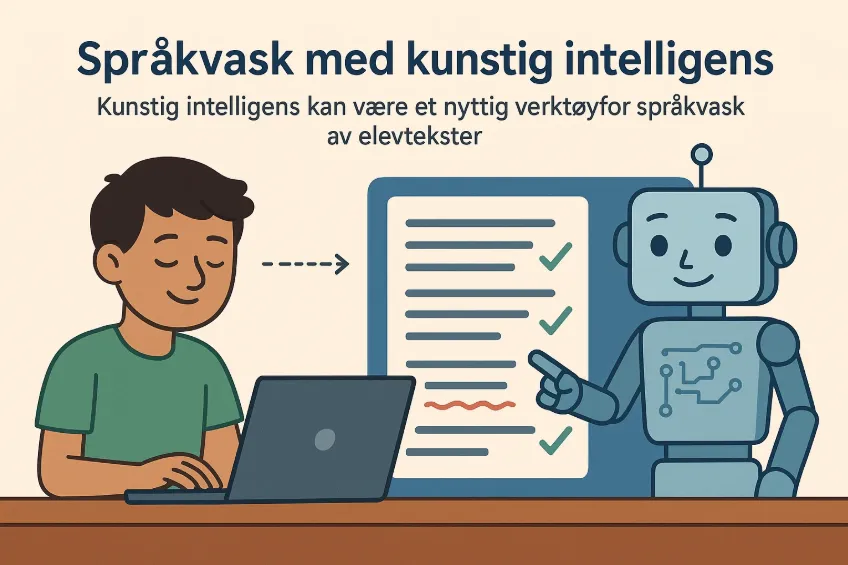 Språkvask med kunstig intelligens
Kunstig intelligens kan være et nyttig verktøyfor språkvask
av elevtekster